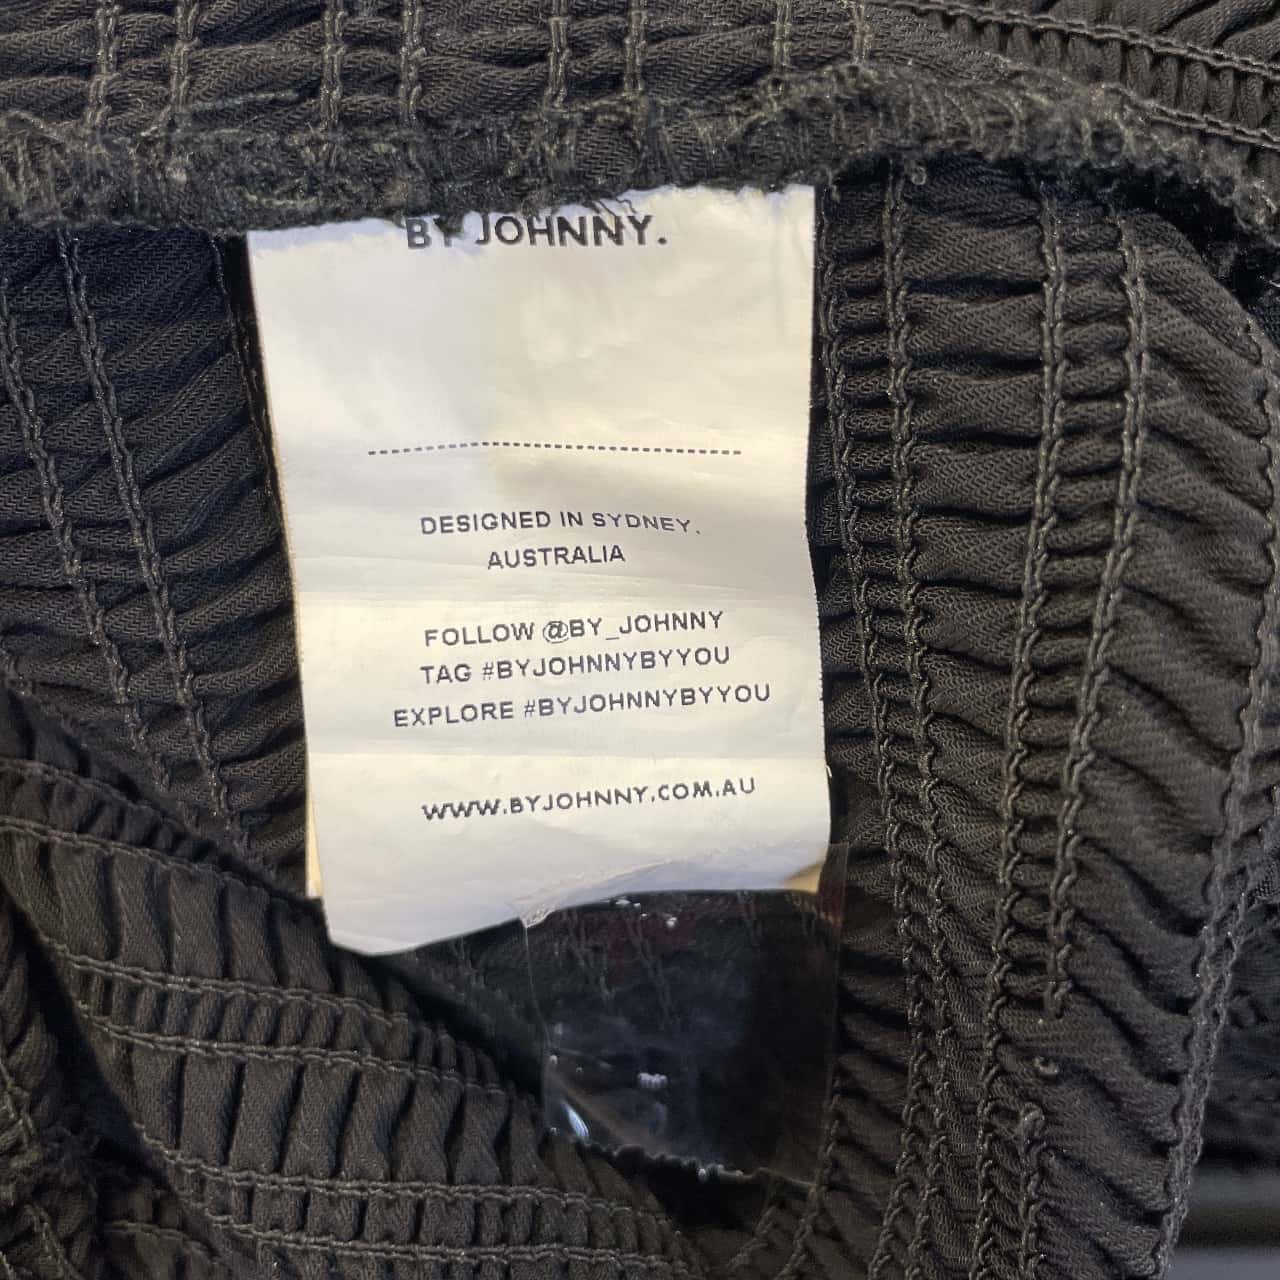 BY JOHNNY.
DESIGNED IN SYDNEY,
AUSTRALIA
FOLLOW @BY_JOHNNY
TAG #BYJOHNNYBYYOU
EXPLORE #BYJOHNNYBYYOU
WWW.BYJOHNNY.COM.AU